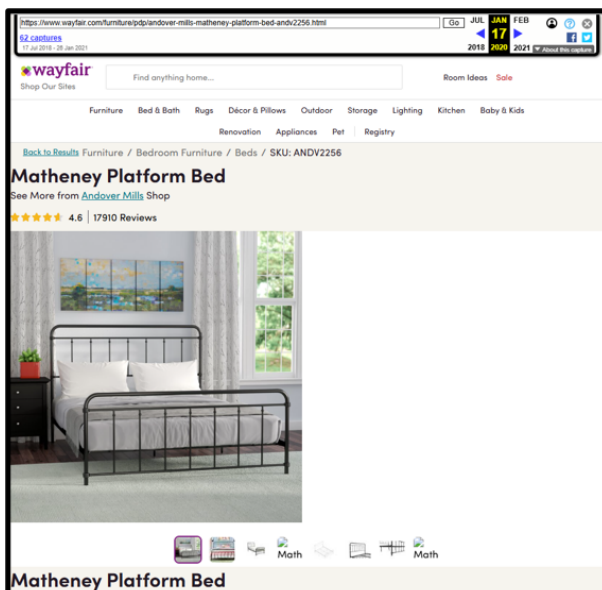 https://www.wayfair.com/furniture/pdp/andover-mills-matheney-platform-bed-andv2256.html Go JUL JAN FEB
62 captures 17
17 Jul 2018 - 28 Jan 2021 2018 2020 2021 ▼ About this capture
wayfair
Shop Our Sites
Find anything home...
Room Ideas Sale
Furniture Bed & Bath Rugs Décor & Pillows Outdoor Storage Lighting Kitchen Baby & Kids
Renovation Appliances Pet Registry
Back to Results Furniture / Bedroom Furniture / Beds / SKU: ANDV2256
Matheney Platform Bed
See More from Andover Mills Shop
4.6 | 17910 Reviews
Math Math
Matheney Platform Bed